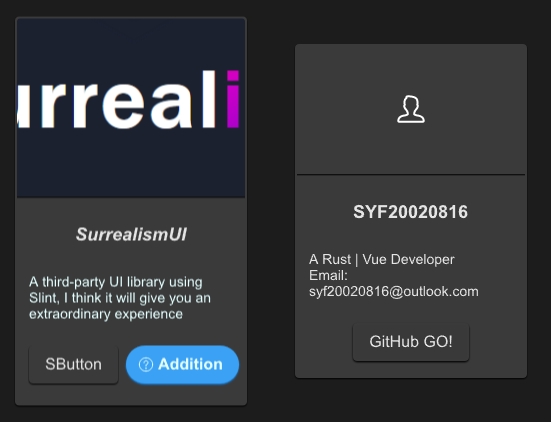 urreali
SurrealismUI
A third-party UI library using
Slint, I think it will give you an
extraordinary experience
SButton
Addition
SYF20020816
A Rust | Vue Developer
Email:
syf20020816@outlook.com
GitHub GO!